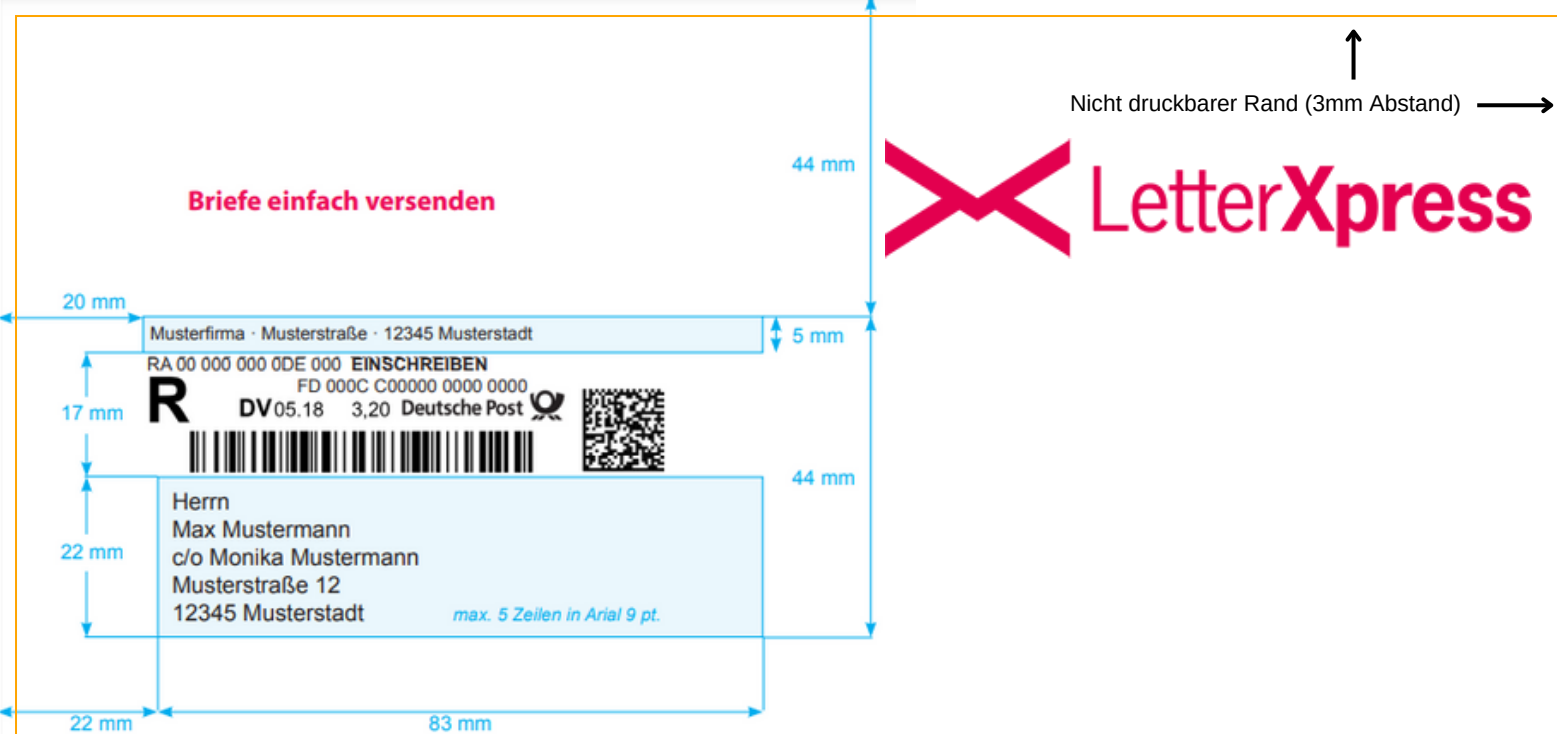 Nicht druckbarer Rand (3mm Abstand)
44 mm
LetterXpress
Briefe einfach versenden
20 mm
Musterfirma · Musterstraße · 12345 Musterstadt
5 mm
RA 00 000 000 0DE 000 EINSCHREIBEN
FD 000C C00000 0000 0000
R
DV 05.18 3,20 Deutsche Post
17 mm
44 mm
Herrn
Max Mustermann
c/o Monika Mustermann
22 mm
Musterstraße 12
12345 Musterstadt
max. 5 Zeilen in Arial 9 pt.
22 mm
83 mm